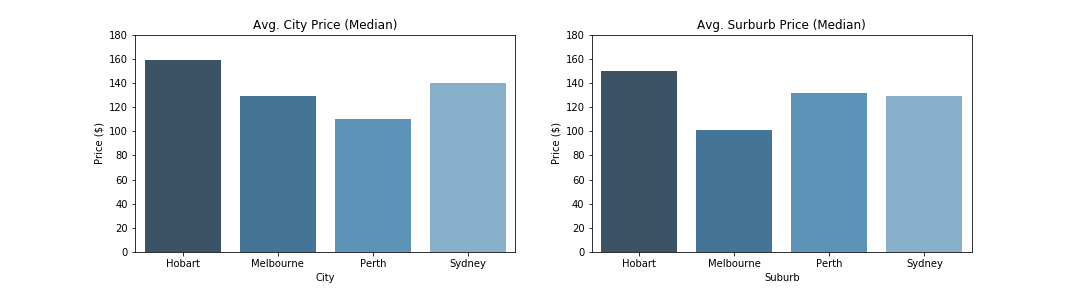 Avg. City Price (Median)
180
160
140
120
100
80
60
40
20
0
Price ($)
Hobart Melbourne Perth Sydney
City
Avg. Surburb Price (Median)
180
160
140
120
100
80
60
40
20
0
Price ($)
Hobart Melbourne Perth Sydney
Suburb